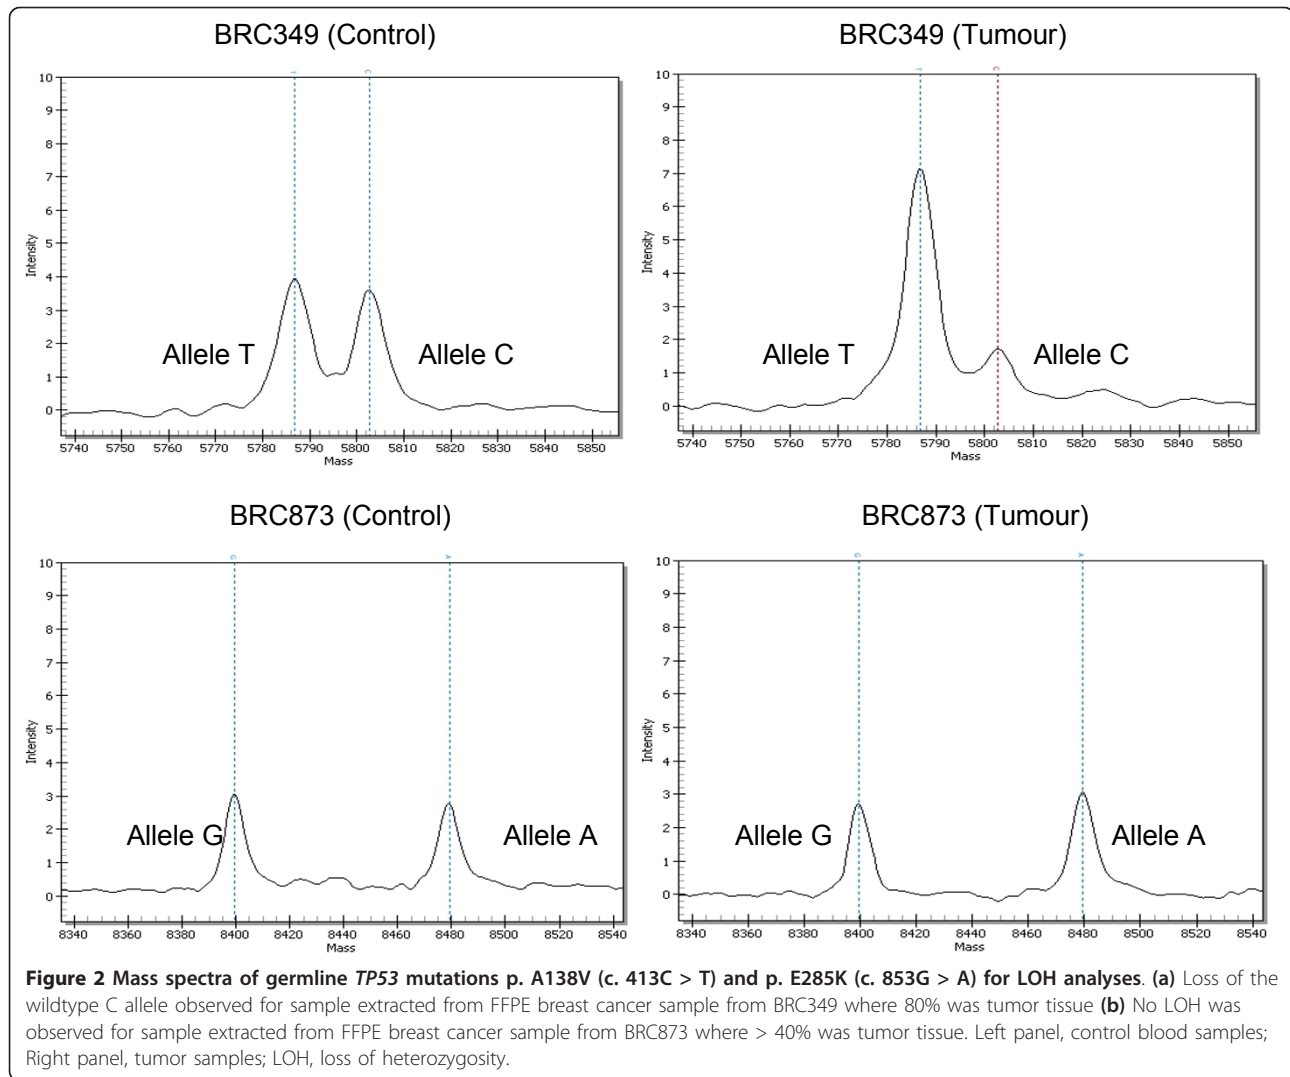 BRC349 (Control)
BRC349 (Tumour)
T
C
10
9
8
7
6
5
4
3
2
1
0
Intensity
Allele T
Allele C
5740 5750 5760 5770 5780 5790 5800 5810 5820 5830 5840 5850
Mass
T
C
10
9
8
7
6
5
4
3
2
1
0
Intensity
Allele T
Allele C
5740 5750 5760 5770 5780 5790 5800 5810 5820 5830 5840 5850
Mass
BRC873 (Control)
BRC873 (Tumour)
G
A
10
9
8
7
6
5
4
3
2
1
0
Intensity
Allele G
Allele A
8340 8360 8380 8400 8420 8440 8460 8480 8500 8520 8540
Mass
G
A
10
9
8
7
6
5
4
3
2
1
0
Intensity
Allele G
Allele A
8340 8360 8380 8400 8420 8440 8460 8480 8500 8520 8540
Mass
Figure 2 Mass spectra of germline TP53 mutations p. A138V (c. 413C > T) and p. E285K (c. 853G > A) for LOH analyses. (a) Loss of the
wildtype C allele observed for sample extracted from FFPE breast cancer sample from BRC349 where 80% was tumor tissue (b) No LOH was
observed for sample extracted from FFPE breast cancer sample from BRC873 where > 40% was tumor tissue. Left panel, control blood samples;
Right panel, tumor samples; LOH, loss of heterozygosity.